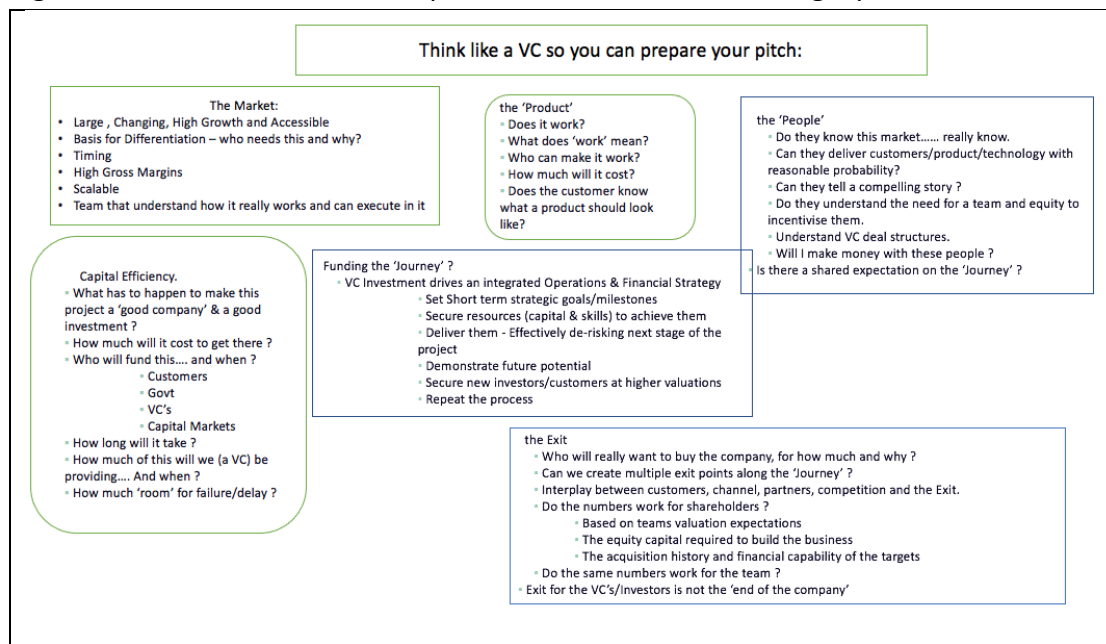 Think like a VC so you can prepare your pitch:
The Market:
• Large , Changing, High Growth and Accessible
• Basis for Differentiation – who needs this and why?
• Timing
• High Gross Margins
• Scalable
• Team that understand how it really works and can execute in it
the 'Product'
• Does it work?
• What does 'work' mean?
• Who can make it work?
• How much will it cost?
• Does the customer know
what a product should look
like?
the 'People'
• Do they know this market…… really know.
• Can they deliver customers/product/technology with
reasonable probability?
• Can they tell a compelling story ?
• Do they understand the need for a team and equity to
incentivise them.
• Understand VC deal structures.
• Will I make money with these people ?
• Is there a shared expectation on the 'Journey' ?
Capital Efficiency.
• What has to happen to make this
project a 'good company' & a good
investment ?
• How much will it cost to get there ?
• Who will fund this…. and when ?
• Customers
• Govt
• VC's
• Capital Markets
• How long will it take ?
• How much of this will we (a VC) be
providing…. And when ?
• How much 'room' for failure/delay ?
Funding the 'Journey' ?
• VC Investment drives an integrated Operations & Financial Strategy
• Set Short term strategic goals/milestones
• Secure resources (capital & skills) to achieve them
• Deliver them - Effectively de-risking next stage of the
project
• Demonstrate future potential
• Secure new investors/customers at higher valuations
• Repeat the process
the Exit
• Who will really want to buy the company, for how much and why ?
• Can we create multiple exit points along the 'Journey' ?
• Interplay between customers, channel, partners, competition and the Exit.
• Do the numbers work for shareholders ?
• Based on teams valuation expectations
• The equity capital required to build the business
• The acquisition history and financial capability of the targets
• Do the same numbers work for the team ?
• Exit for the VC's/Investors is not the 'end of the company'